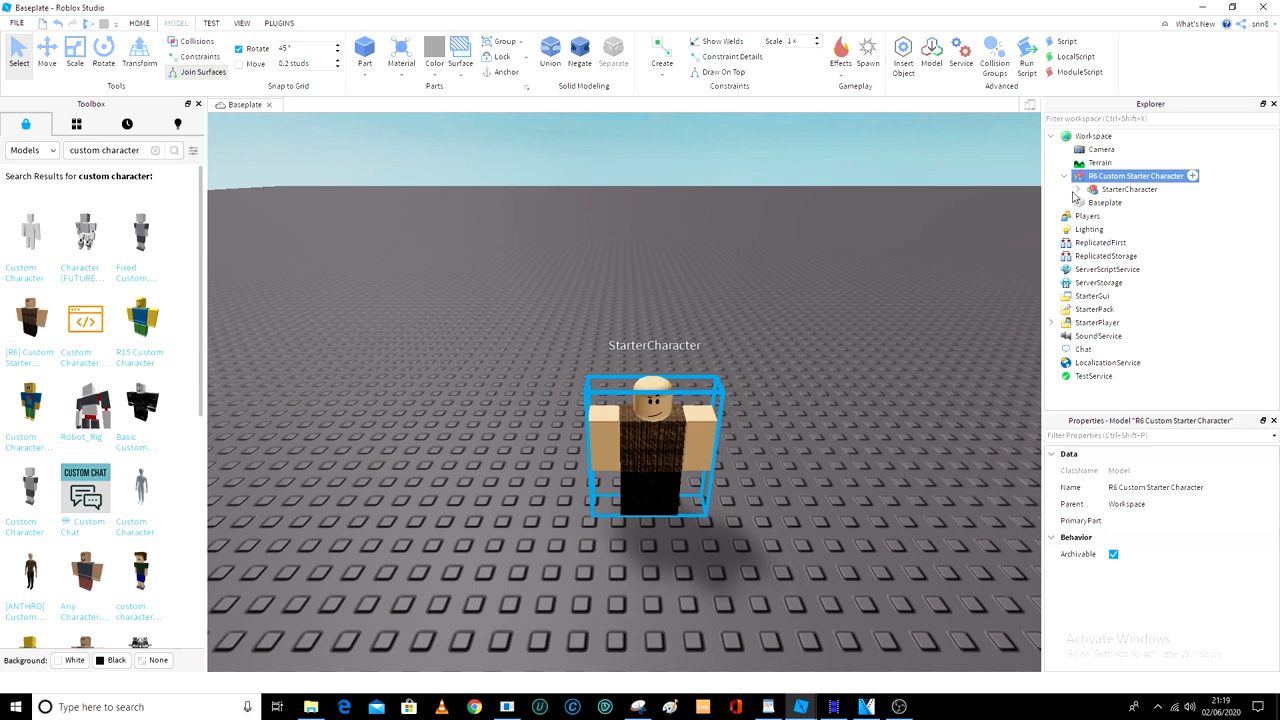 Baseplate - Roblox Studio
FILE HOME MODEL TEST VIEW PLUGINS What's New snn8
Select Move Scale Rotate Transform
Collisions
Constraints
Join Surfaces
Tools
Rotate 45 °
Move 0.2 studs
Snap to Grid
Part Material Color Surface
Group
Lock
Anchor
Parts
Union Negate Separate
Solid Modeling
Create
Show Welds
Constraint Details
Draw On Top
Scale 1 x
Constraints
Effects Spawn
Gameplay
Insert Object Model Service Collision Groups Run Script
Script
LocalScript
ModuleScript
Advanced
Toolbox
Models custom character
Search Results for custom character:
Custom Character
Character [FUTURE...
Fixed Custom...
[R6] Custom Starter...
Custom Character...
R15 Custom Character
Custom Character...
Robot_Rig
Basic Custom...
Custom Character
CUSTOM CHAT
Custom Chat
Custom Character
[ANTHRO] Custom...
Any Character...
custom character...
Background: White Black None
Baseplate
StarterCharacter
Explorer
Filter workspace (Ctrl+Shift+X)
Workspace
Camera
Terrain
R6 Custom Starter Character
StarterCharacter
Baseplate
Players
Lighting
ReplicatedFirst
ReplicatedStorage
ServerScriptService
ServerStorage
StarterGui
StarterPack
StarterPlayer
SoundService
Chat
LocalizationService
TestService
Properties - Model "R6 Custom Starter Character"
Filter Properties (Ctrl+Shift+P)
Data
ClassName Model
Name R6 Custom Starter Character
Parent Workspace
PrimaryPart
Behavior
Archivable
Activate Windows
Go to Settings to activate Windows.
Type here to search
21:19
02/06/2020